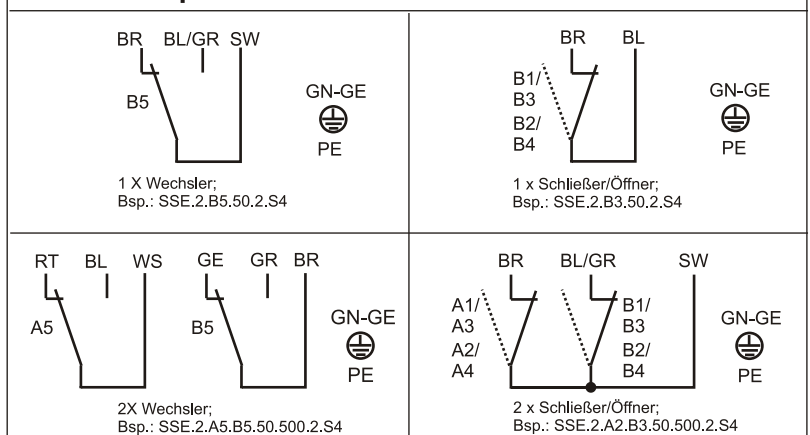 BR BL/GR SW
B5
GN-GE
PE
1 X Wechsler;
Bsp.: SSE.2.B5.50.2.S4
BR BL
B1/
B3
B2/
B4
GN-GE
PE
1 x Schließer/Öffner;
Bsp.: SSE.2.B3.50.2.S4
RT BL WS GE GR BR
A5
B5
GN-GE
PE
2X Wechsler;
Bsp.: SSE.2.A5.B5.50.500.2.S4
BR BL/GR SW
A1/
A3
A2/
A4
B1/
B3
B2/
B4
GN-GE
PE
2 x Schließer/Öffner;
Bsp.: SSE.2.A2.B3.50.500.2.S4